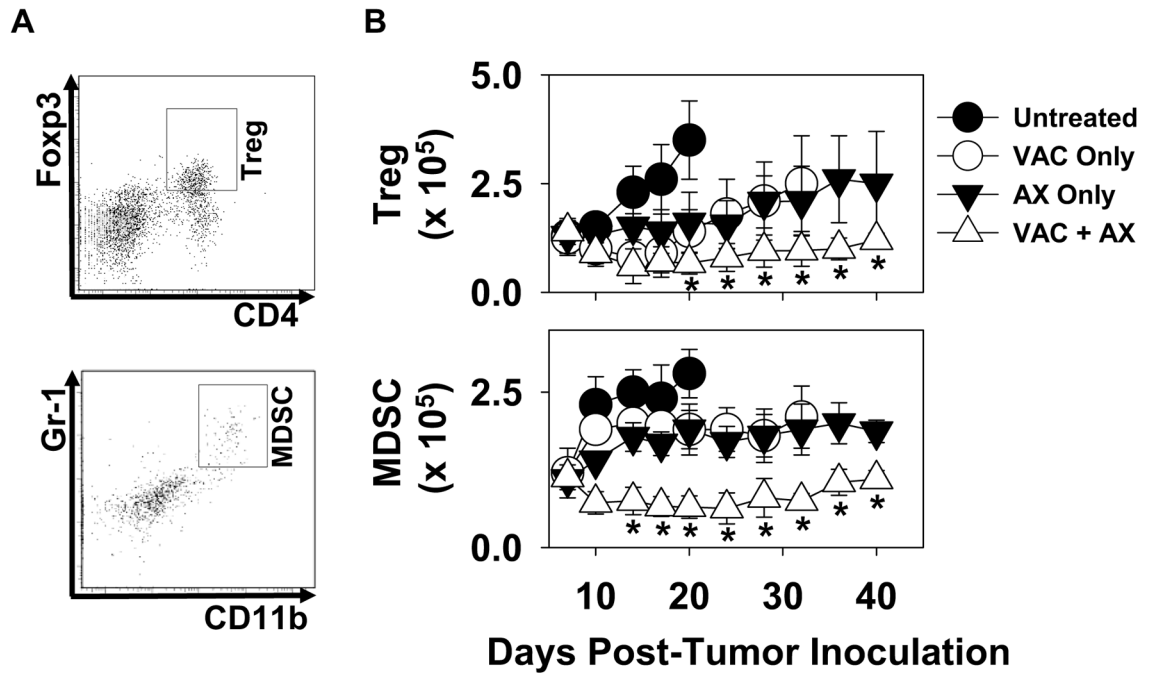 A
Foxp3
Treg
CD4
Gr-1
MDSC
CD11b
B
Treg
(x 10⁵)
5.0
2.5
0.0
* * * * * *
Untreated
VAC Only
AX Only
VAC + AX
MDSC
(x 10⁵)
2.5
0.0
* * * * * * * *
10 20 30 40
Days Post-Tumor Inoculation